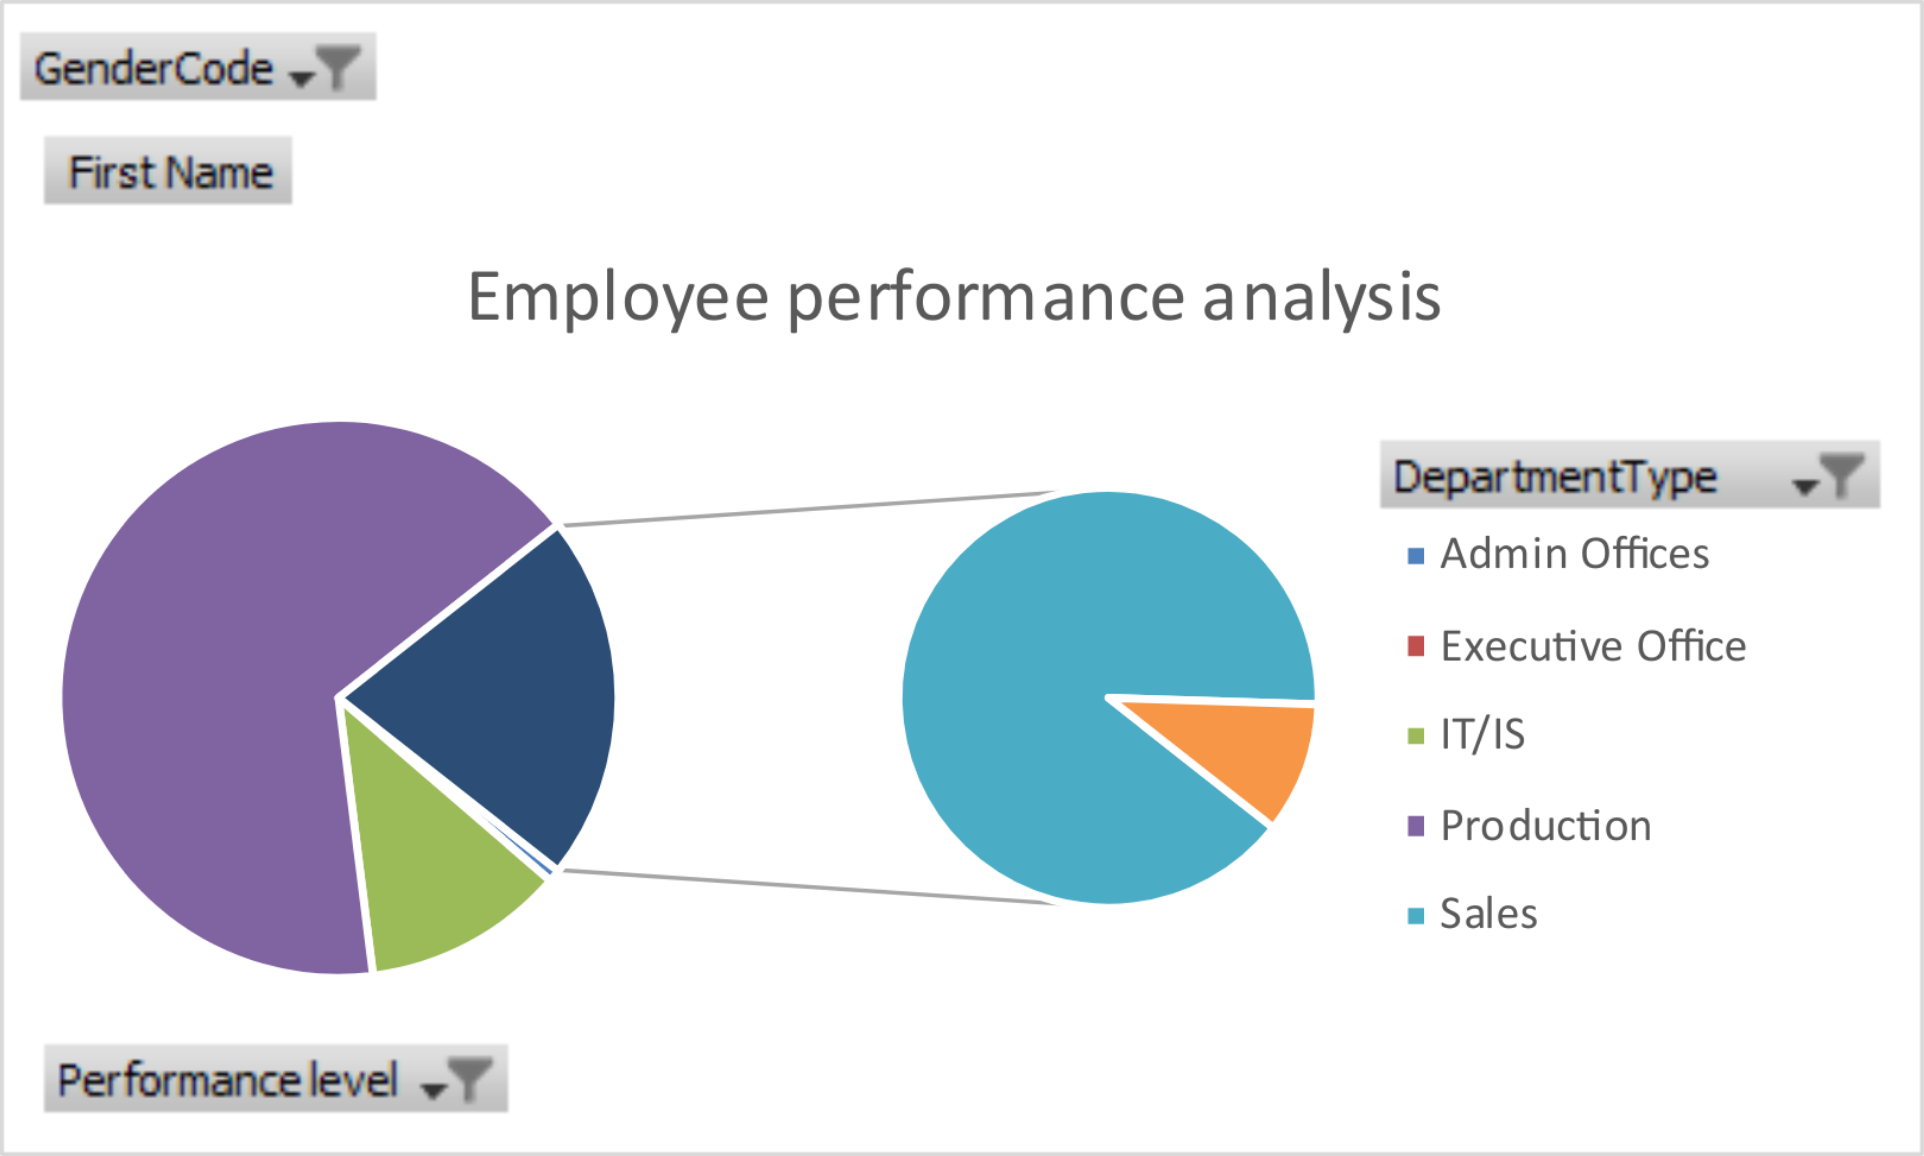 GenderCode
First Name
Employee performance analysis
DepartmentType
Admin Offices
Executive Office
IT/IS
Production
Sales
Performance level